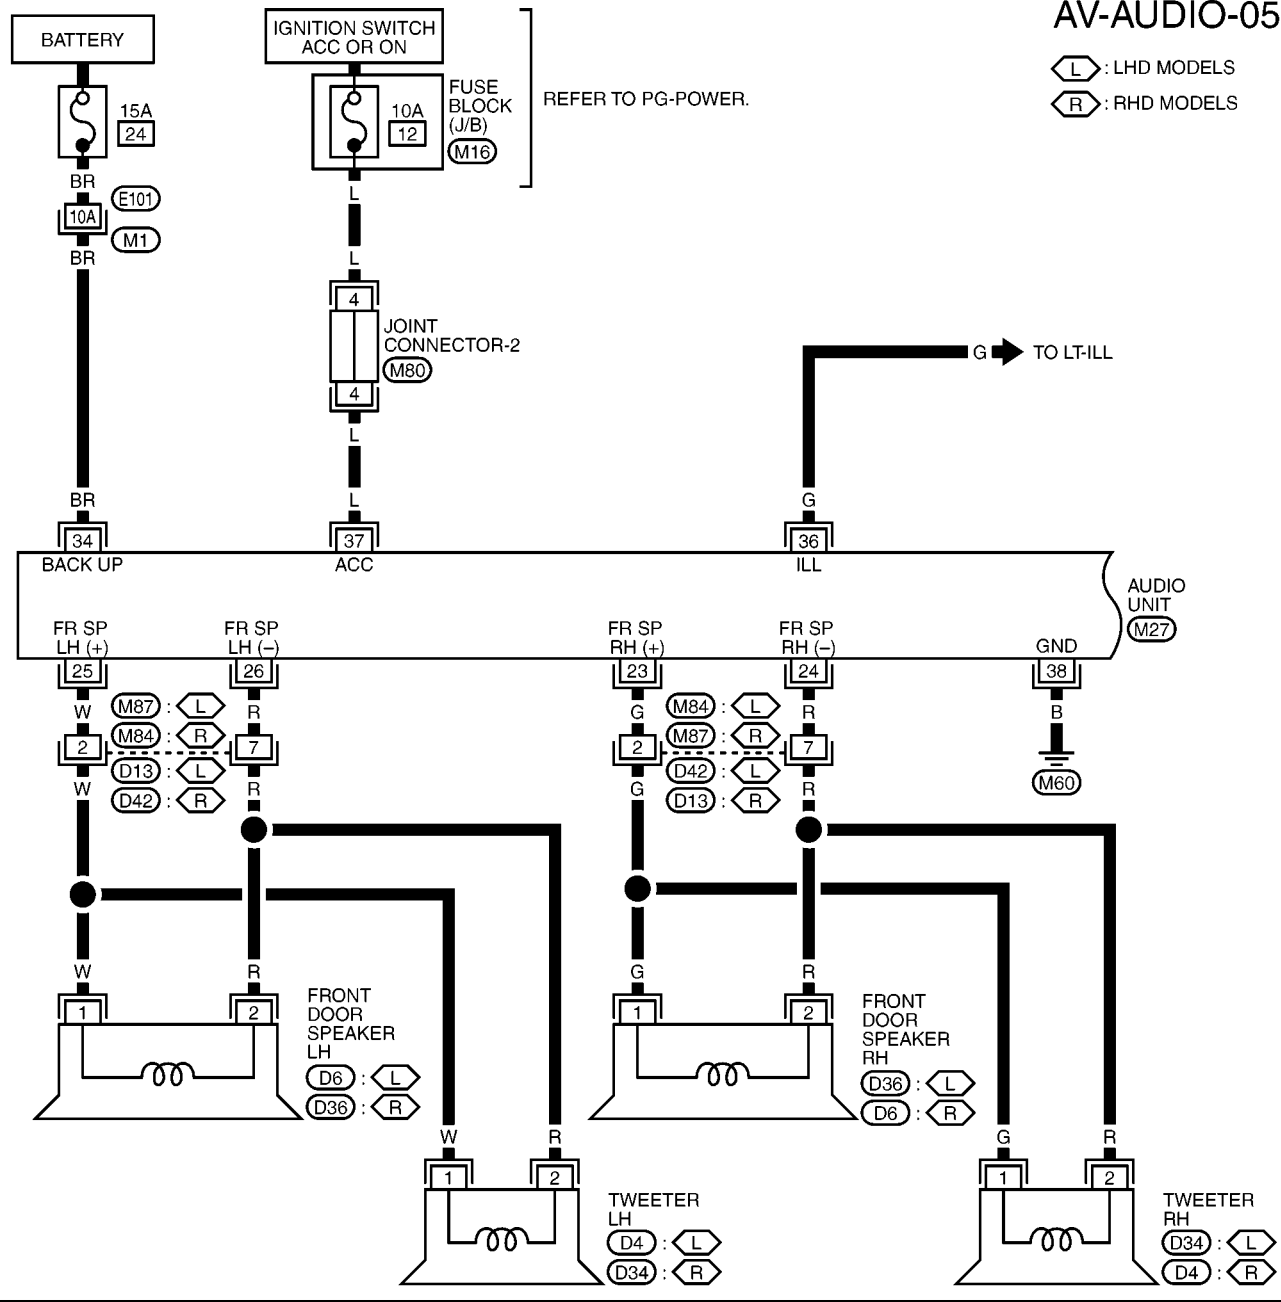 AV-AUDIO-05
L : LHD MODELS
R : RHD MODELS
BATTERY
IGNITION SWITCH
ACC OR ON
15A
24
10A
12
FUSE
BLOCK
(J/B)
M16
REFER TO PG-POWER.
BR
10A
E101
M1
BR
L
L
4
JOINT
CONNECTOR-2
M80
4
L
G
TO LT-ILL
BR
L
G
34
37
36
BACK UP
ACC
ILL
AUDIO
UNIT
M27
FR SP
LH (+)
FR SP
LH (–)
FR SP
RH (+)
FR SP
RH (–)
GND
25
26
23
24
38
W
M87 : L
R
G
M84 : L
R
B
2
M84 : R
7
2
M87 : R
7
W
D13 : L
R
G
D42 : L
R
M60
D42 : R
D13 : R
W
R
G
R
1
2
FRONT
DOOR
SPEAKER
LH
D6 : L
D36 : R
1
2
FRONT
DOOR
SPEAKER
RH
D36 : L
D6 : R
W
R
G
R
1
2
TWEETER
LH
D4 : L
D34 : R
1
2
TWEETER
RH
D34 : L
D4 : R